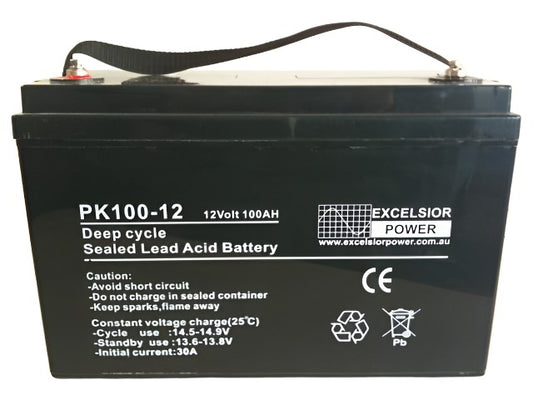 PK100-12 12Volt 100AH
Deep cycle
Sealed Lead Acid Battery
EXCELSIOR
POWER
www.excelsiorpower.com.au
Caution:
-Avoid short circuit
-Do not charge in sealed container
-Keep sparks,flame away
Constant voltage charge(25℃)
-Cycle use :14.5-14.9V
-Standby use :13.6-13.8V
-Initial current:30A
CE
Pb